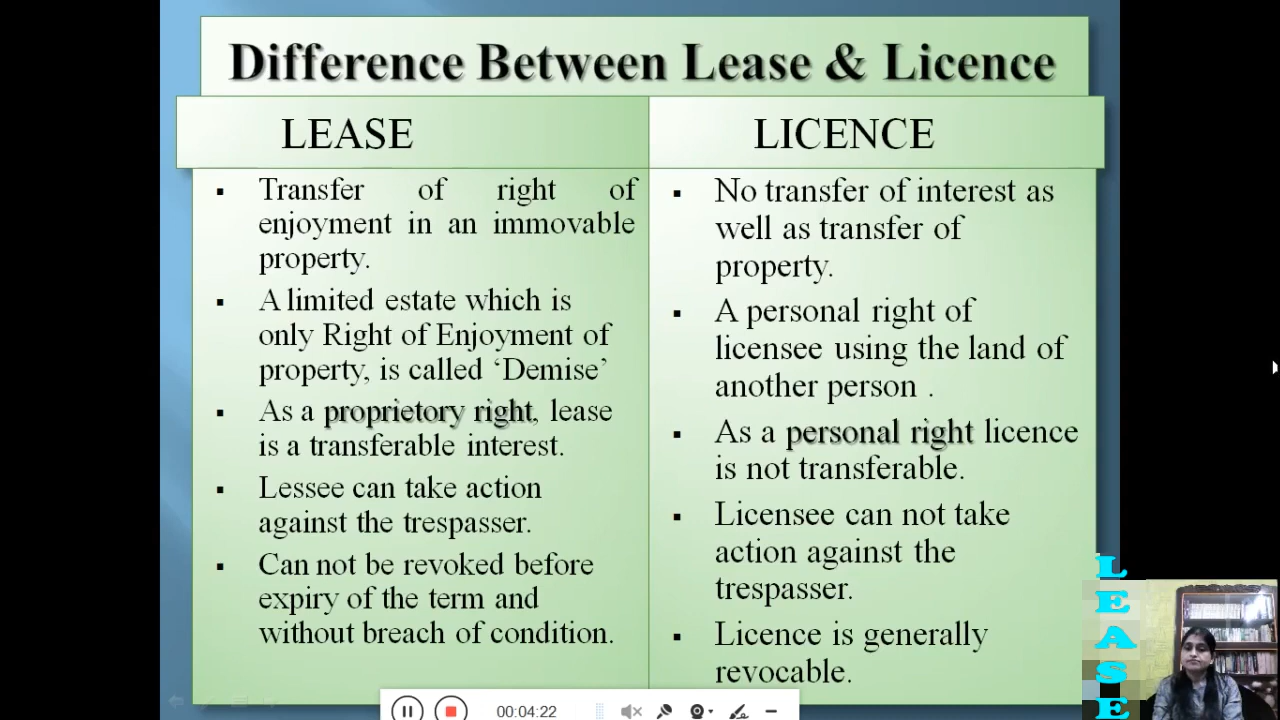 Difference Between Lease & Licence
LEASE
LICENCE
▪ Transfer of right of
enjoyment in an immovable
property.
▪ A limited estate which is
only Right of Enjoyment of
property, is called ‘Demise’
▪ As a proprietory right, lease
is a transferable interest.
▪ Lessee can take action
against the trespasser.
▪ Can not be revoked before
expiry of the term and
without breach of condition.
▪ No transfer of interest as
well as transfer of
property.
▪ A personal right of
licensee using the land of
another person .
▪ As a personal right licence
is not transferable.
▪ Licensee can not take
action against the
trespasser.
▪ Licence is generally
revocable.
L
E
A
S
E
00:04:22